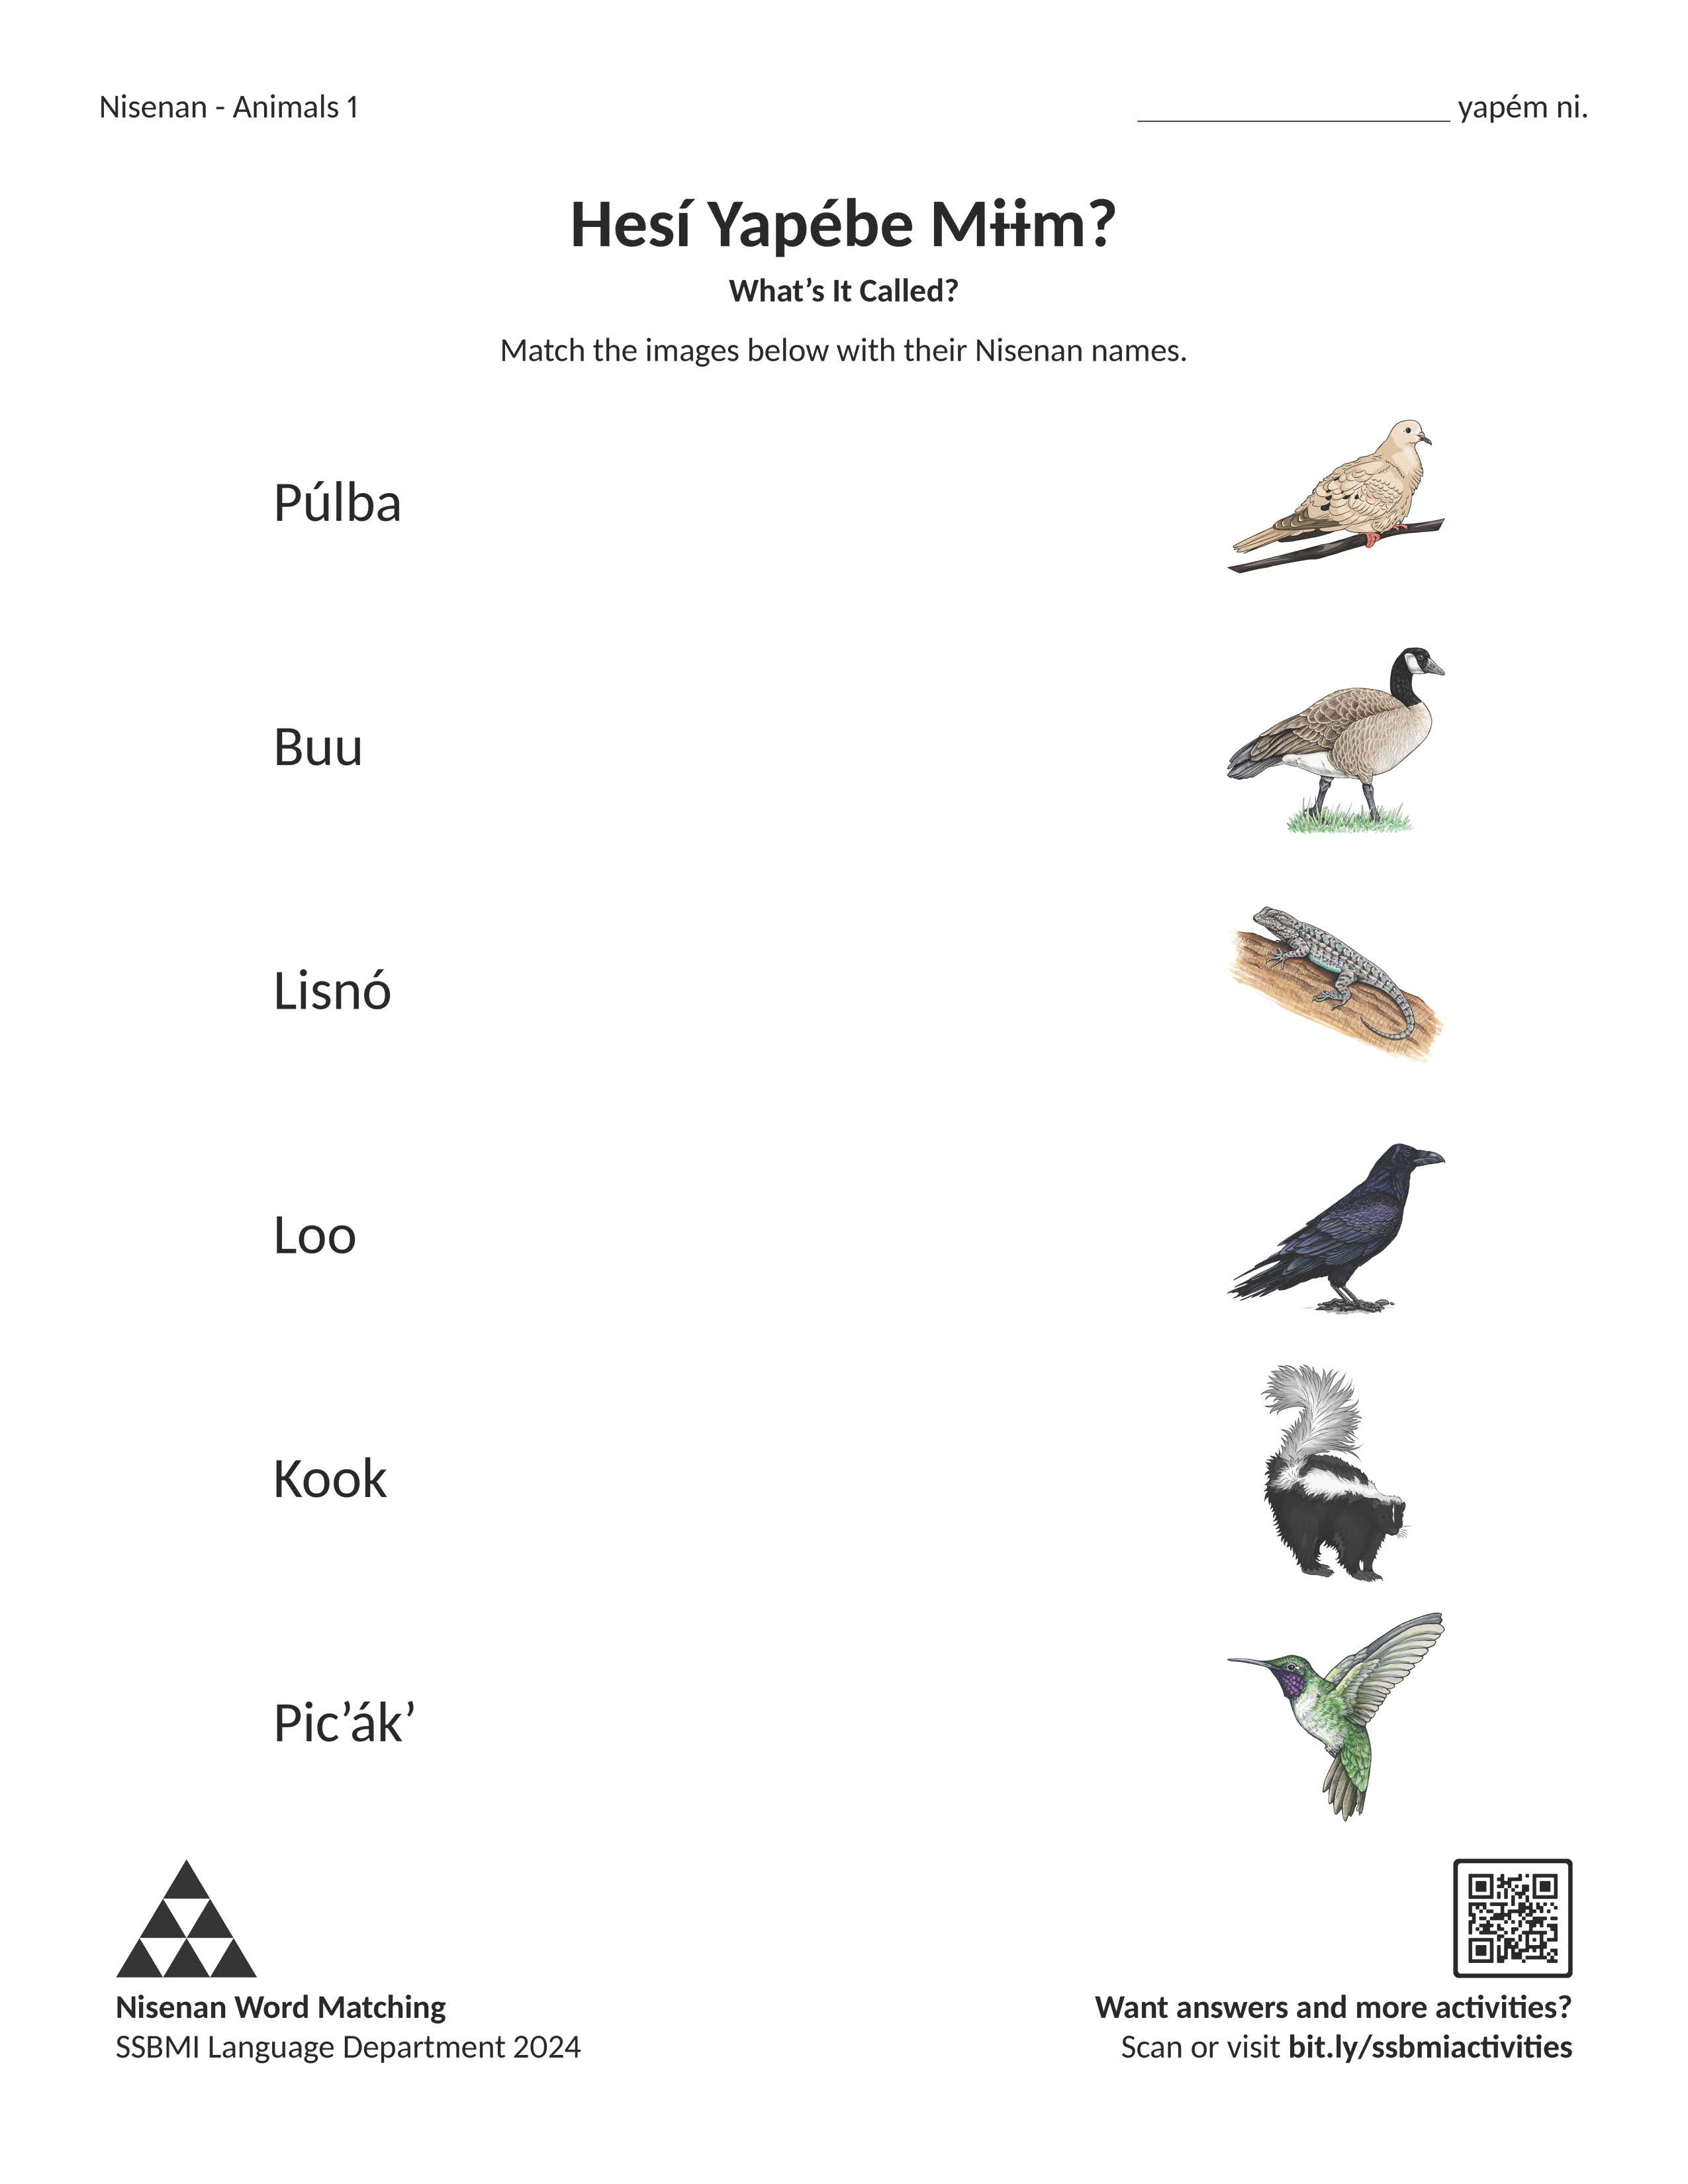 Nisenan - Animals 1
____________________ yapém ni.
Hesí Yapébe Mɨɨm?
What’s It Called?
Match the images below with their Nisenan names.
Púlba
Buu
Lisnó
Loo
Kook
Pic’ák’
Nisenan Word Matching
SSBMI Language Department 2024
Want answers and more activities?
Scan or visit bit.ly/ssbmiactivities